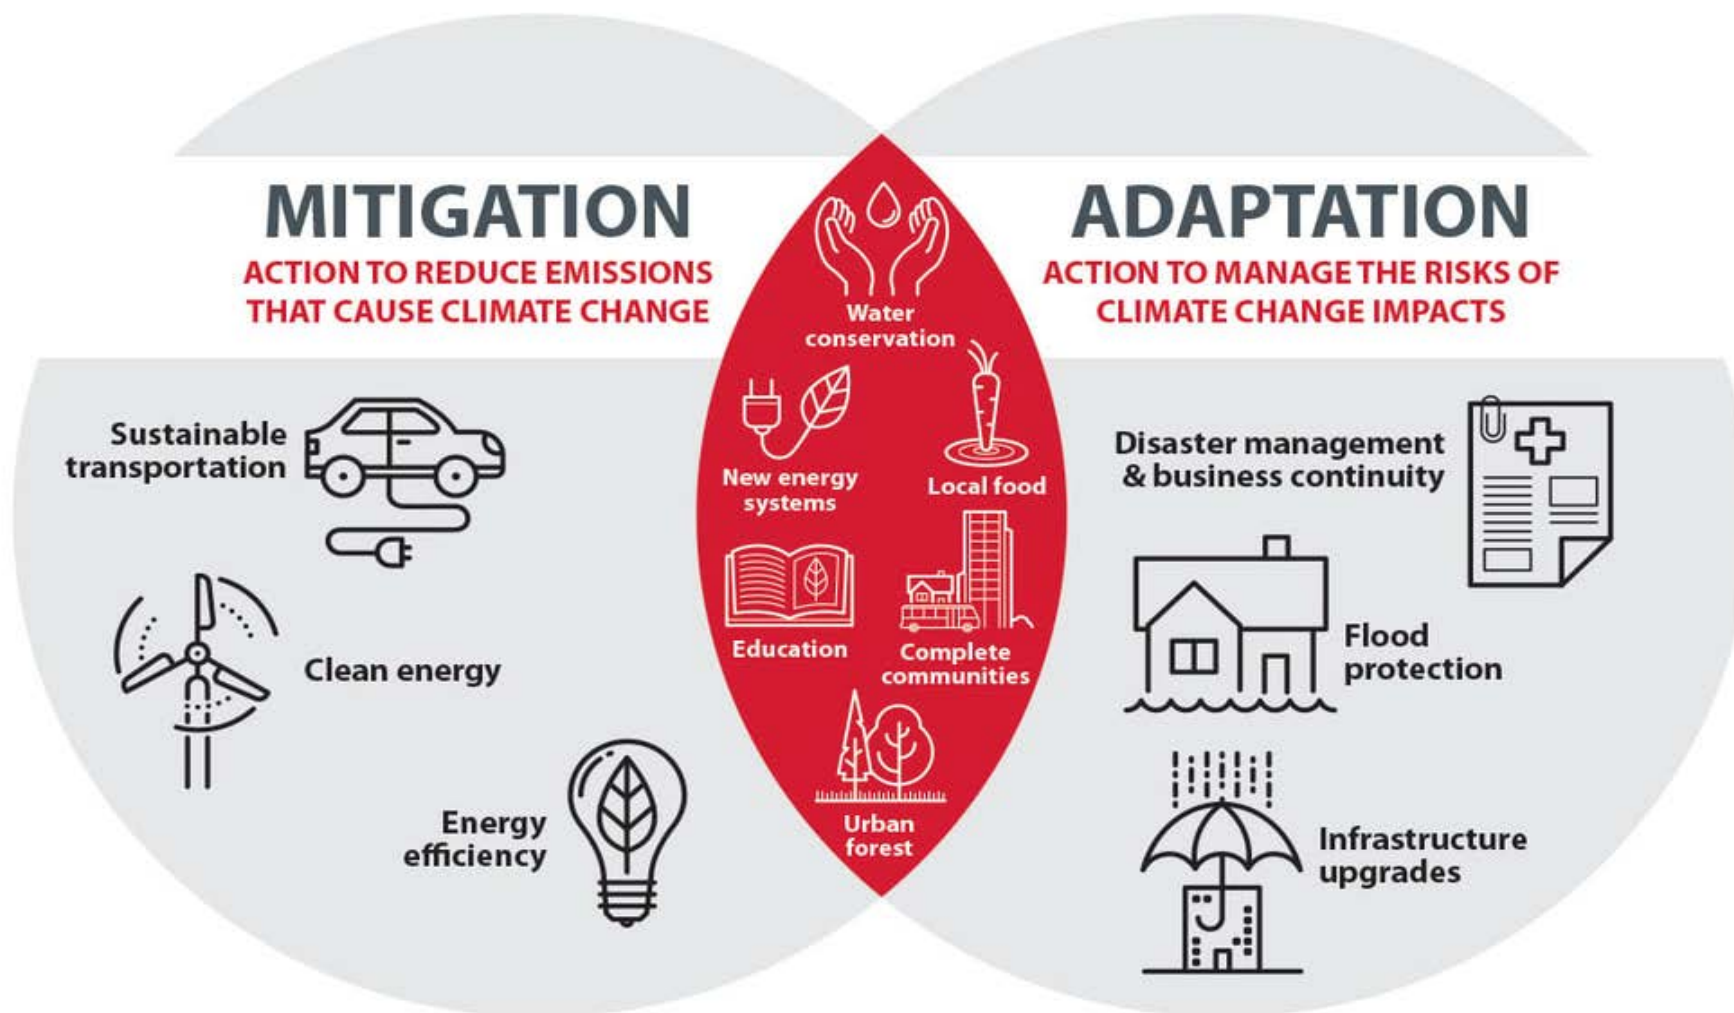 MITIGATION
ACTION TO REDUCE EMISSIONS
THAT CAUSE CLIMATE CHANGE
Sustainable
transportation
Clean energy
Energy
efficiency
Water
conservation
New energy
systems
Local food
Education
Complete
communities
Urban
forest
ADAPTATION
ACTION TO MANAGE THE RISKS OF
CLIMATE CHANGE IMPACTS
Disaster management
& business continuity
Flood
protection
Infrastructure
upgrades